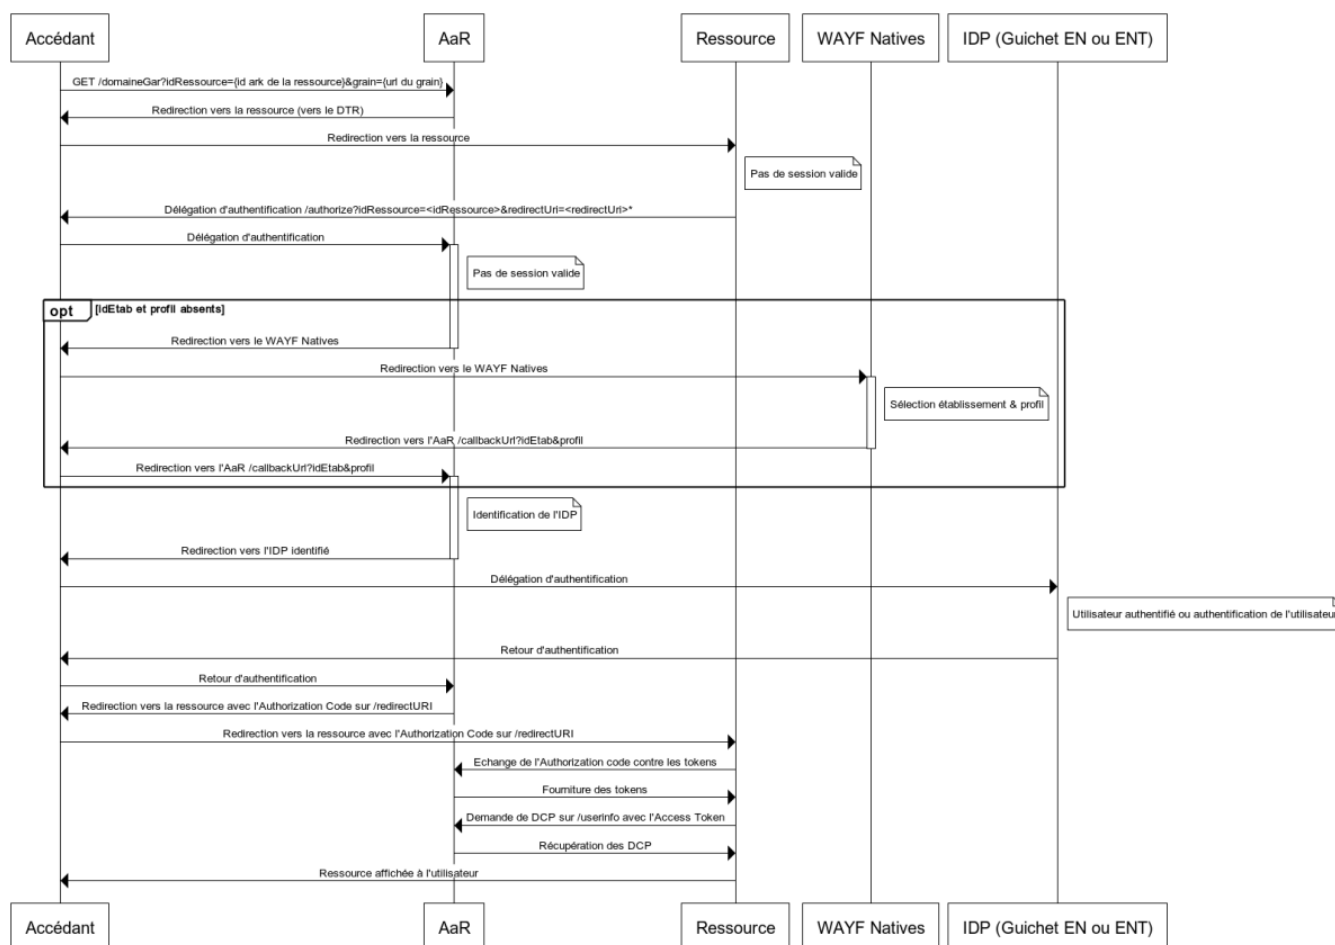 Accédant AaR Ressource WAYF Natives IDP (Guichet EN ou ENT)
GET /domaineGar?idRessource={id ark de la ressource}&grain={url du grain}
Redirection vers la ressource (vers le DTR)
Redirection vers la ressource
Pas de session valide
Délégation d'authentification /authorize?idRessource=<idRessource>&redirectUri=<redirectUri>*
Délégation d'authentification
Pas de session valide
opt [idEtab et profil absents]
Redirection vers le WAYF Natives
Redirection vers le WAYF Natives
Sélection établissement & profil
Redirection vers l'AaR /callbackUrl?idEtab&profil
Redirection vers l'AaR /callbackUrl?idEtab&profil
Identification de l'IDP
Redirection vers l'IDP identifié
Délégation d'authentification
Utilisateur authentifié ou authentification de l'utilisateur
Retour d'authentification
Retour d'authentification
Redirection vers la ressource avec l'Authorization Code sur /redirectURI
Redirection vers la ressource avec l'Authorization Code sur /redirectURI
Echange de l'Authorization code contre les tokens
Fourniture des tokens
Demande de DCP sur /userinfo avec l'Access Token
Récupération des DCP
Ressource affichée à l'utilisateur
Accédant AaR Ressource WAYF Natives IDP (Guichet EN ou ENT)